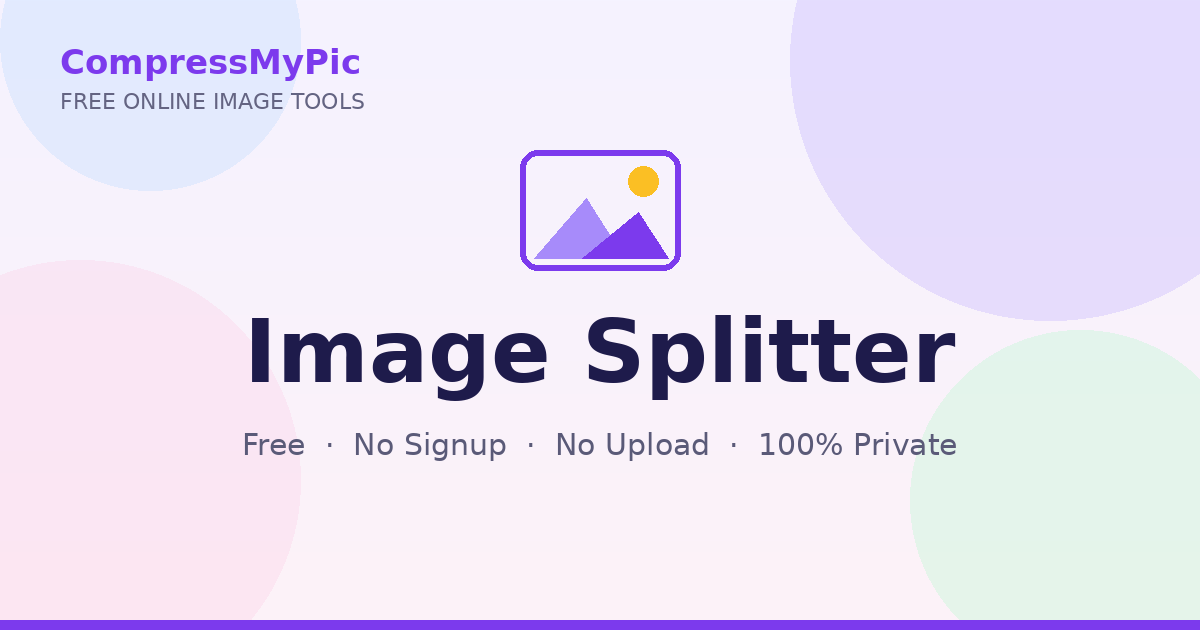 CompressMyPic
FREE ONLINE IMAGE TOOLS
Image Splitter
Free · No Signup · No Upload · 100% Private